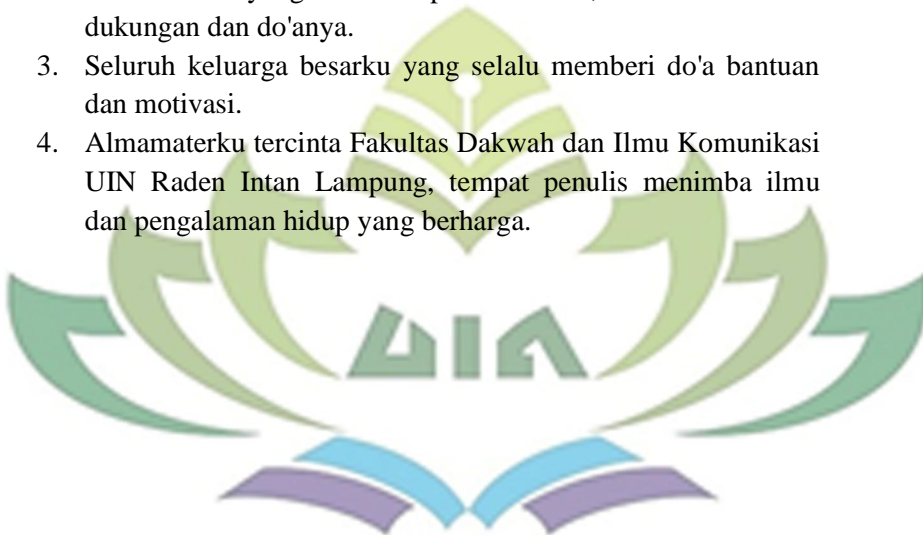 dukungan dan do'anya.
3. Seluruh keluarga besarku yang selalu memberi do'a bantuan
dan motivasi.
4. Almamaterku tercinta Fakultas Dakwah dan Ilmu Komunikasi
UIN Raden Intan Lampung, tempat penulis menimba ilmu
dan pengalaman hidup yang berharga.
UIN